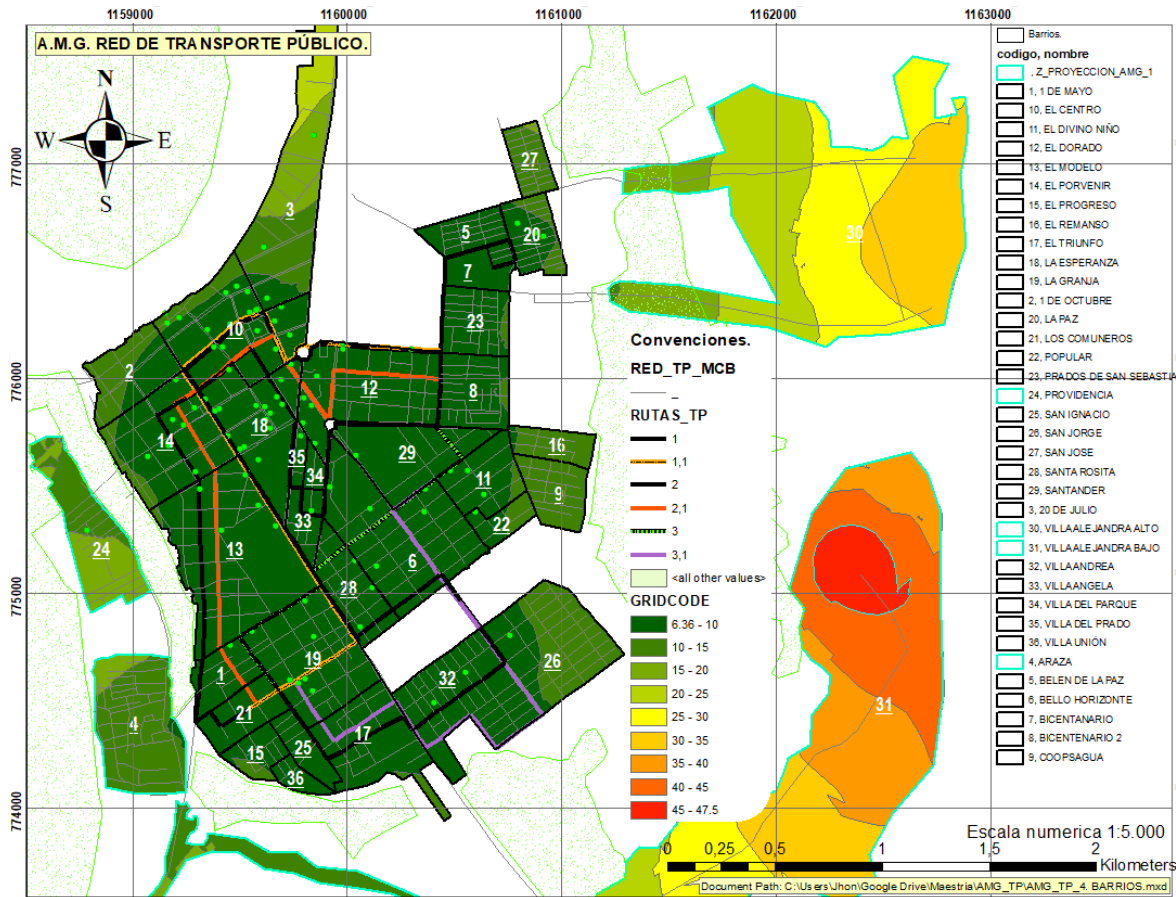 1159000 1160000 1161000 1162000 1163000
A.M.G. RED DE TRANSPORTE PÚBLICO.
N
W E
S
777000
776000
775000
774000
27
3
5
20
7
30
10
23
2
12
8
18
14
29
16
35
34
11
9
33
22
24
13
6
28
19
26
1
32
4
21
17
25
15
36
31
Convenciones.
RED_TP_MCB
_
RUTAS_TP
1
1,1
2
2,1
3
3,1
<all other values>
GRIDCODE
6.36 - 10
10 - 15
15 - 20
20 - 25
25 - 30
30 - 35
35 - 40
40 - 45
45 - 47.5
Barrios.
codigo, nombre
, Z_PROYECCION_AMG_1
1, 1 DE MAYO
10, EL CENTRO
11, EL DIVINO NIÑO
12, EL DORADO
13, EL MODELO
14, EL PORVENIR
15, EL PROGRESO
16, EL REMANSO
17, EL TRIUNFO
18, LA ESPERANZA
19, LA GRANJA
2, 1 DE OCTUBRE
20, LA PAZ
21, LOS COMUNEROS
22, POPULAR
23, PRADOS DE SAN SEBASTIA
24, PROVIDENCIA
25, SAN IGNACIO
26, SAN JORGE
27, SAN JOSE
28, SANTA ROSITA
29, SANTANDER
3, 20 DE JULIO
30, VILLA ALEJANDRA ALTO
31, VILLA ALEJANDRA BAJO
32, VILLA ANDREA
33, VILLA ANGELA
34, VILLA DEL PARQUE
35, VILLA DEL PRADO
36, VILLA UNIÓN
4, ARAZA
5, BELEN DE LA PAZ
6, BELLO HORIZONTE
7, BICENTANARIO
8, BICENTENARIO 2
9, COOPSAGUA
Escala numerica 1:5.000
0 0,25 0,5 1 1,5 2
Kilometers
Document Path: C:\Users\Jhon\Google Drive\Maestria\AMG_TP\AMG_TP_4. BARRIOS.mxd